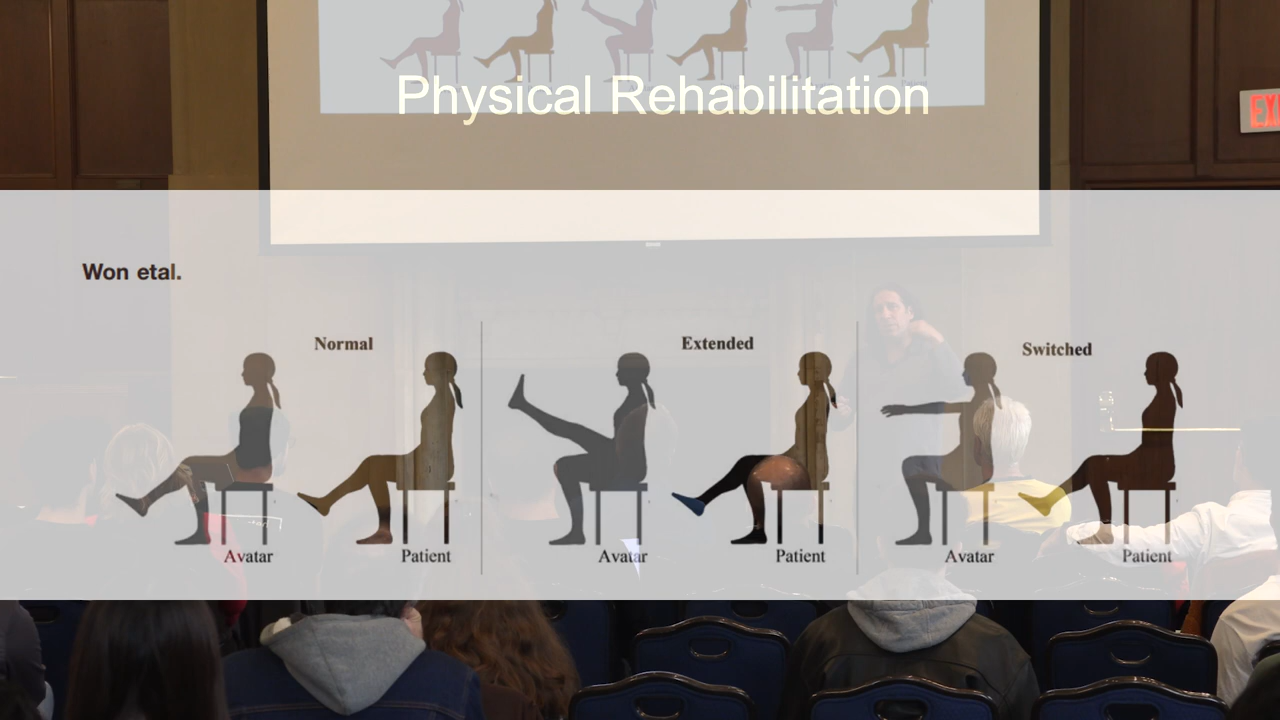 Physical Rehabilitation
Won etal.
Normal
Extended
Switched
Avatar
Patient
Avatar
Patient
Avatar
Patient